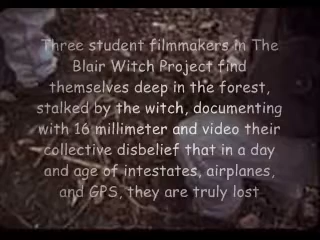 Three student filmmakers in The
Blair Witch Project find
themselves deep in the forest,
stalked by the witch, documenting
with 16 millimeter and video their
collective disbelief that in a day
and age of intestates, airplanes,
and GPS, they are truly lost